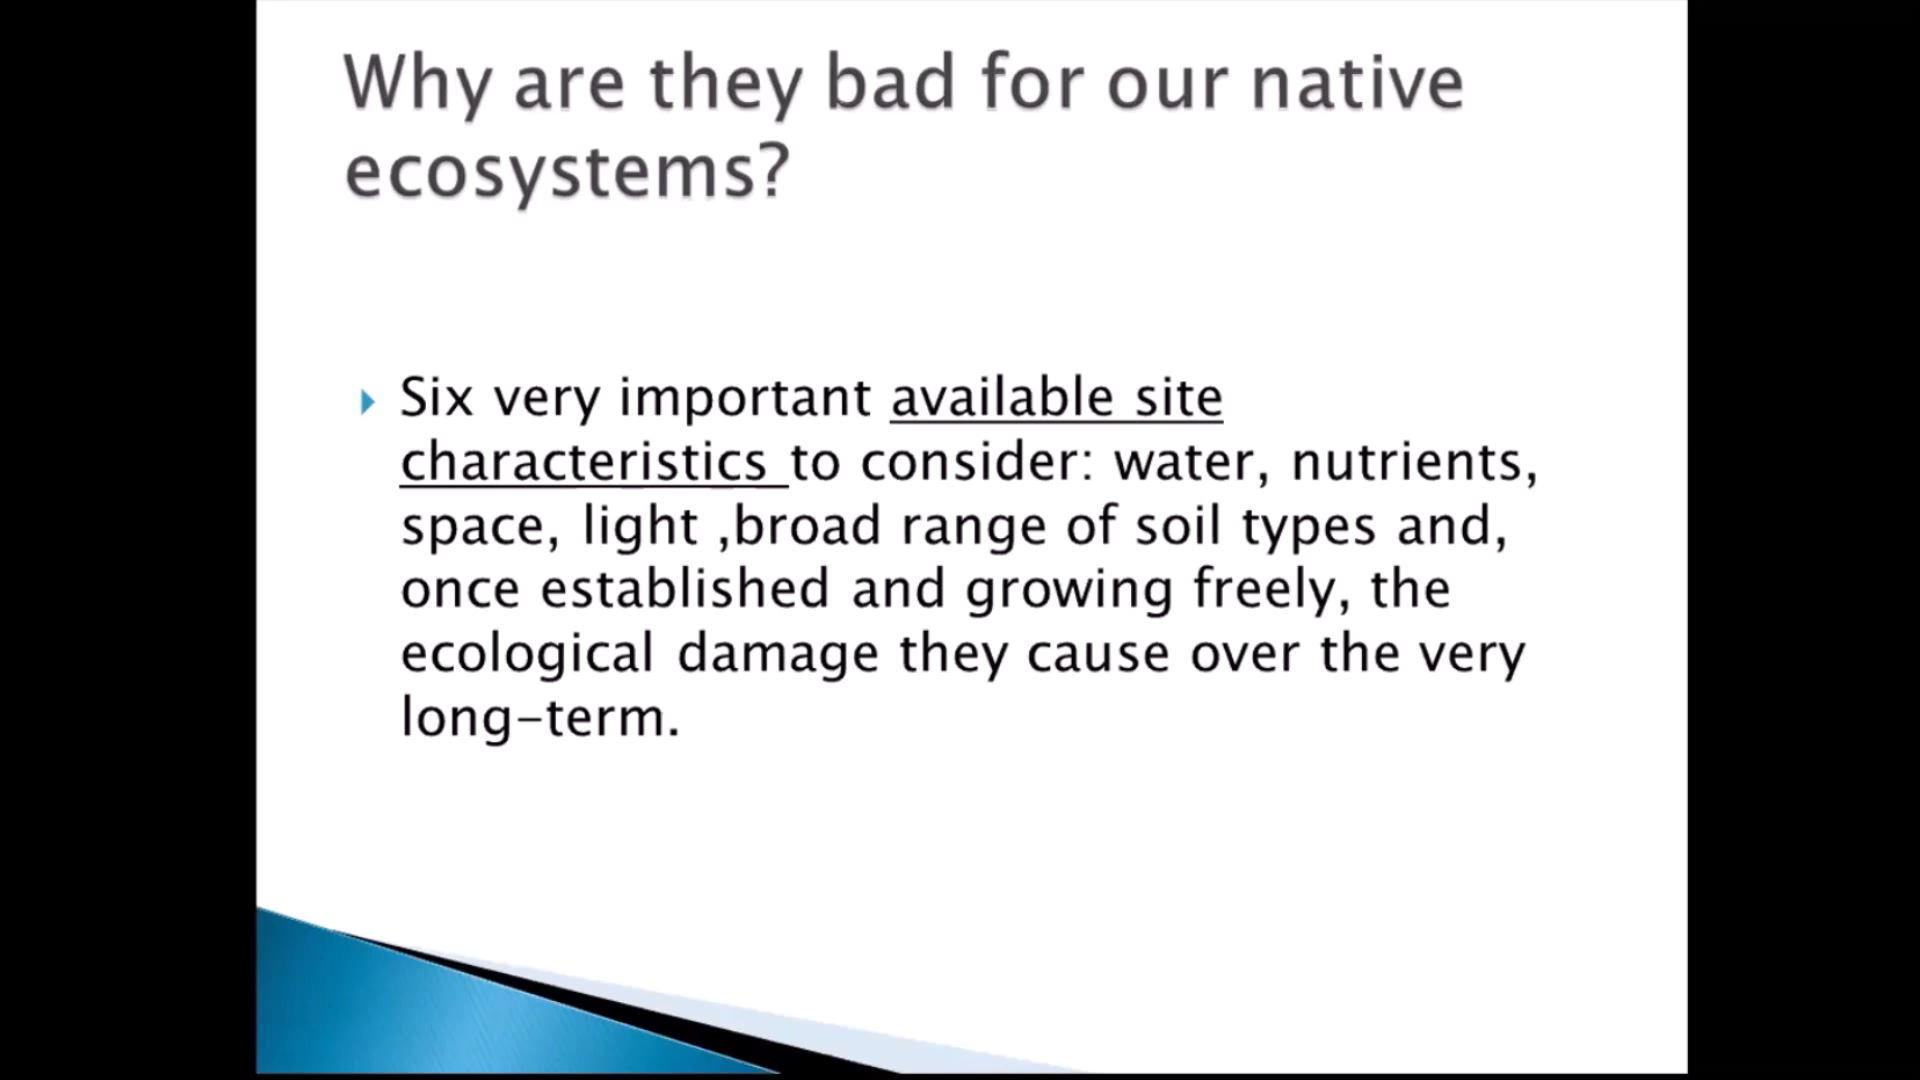 Why are they bad for our native
ecosystems?
Six very important available site
characteristics to consider: water, nutrients,
space, light ,broad range of soil types and,
once established and growing freely, the
ecological damage they cause over the very
long-term.